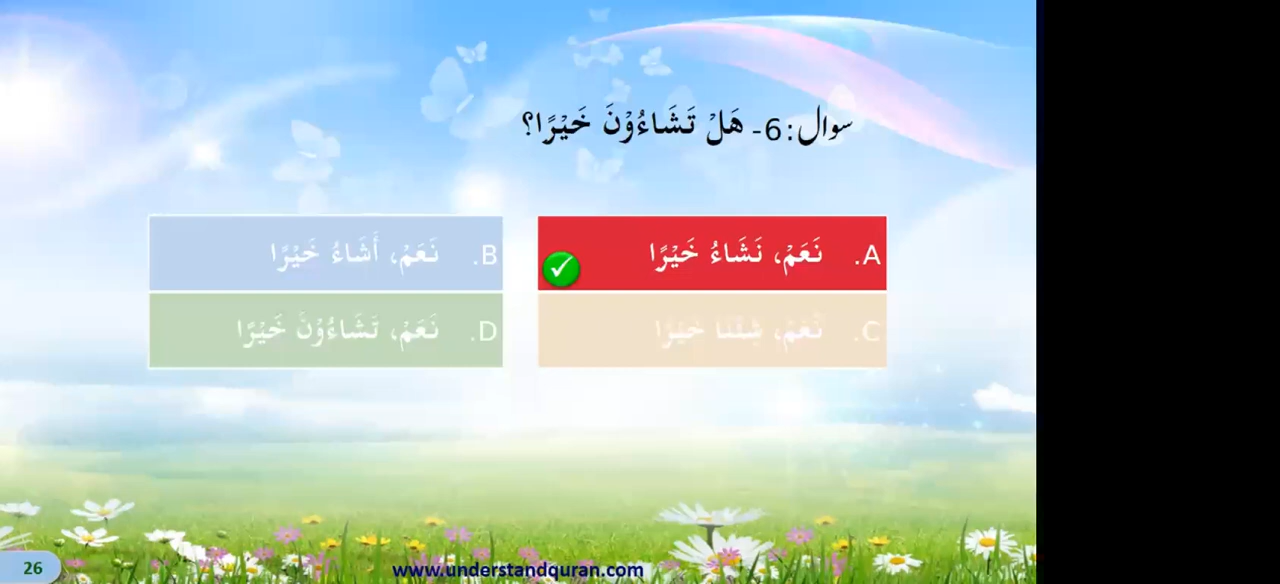 سوال:6- هَلْ تَشَاءُوْنَ خَيْرًا؟
A. نَعَمْ، نَشَاءُ خَيْرًا
B. نَعَمْ، أَشَاءُ خَيْرًا
C. نَعَمْ، شِئْنَا خَيْرًا
D. نَعَمْ، تَشَاءُوْنَ خَيْرًا
26
www.understandquran.com